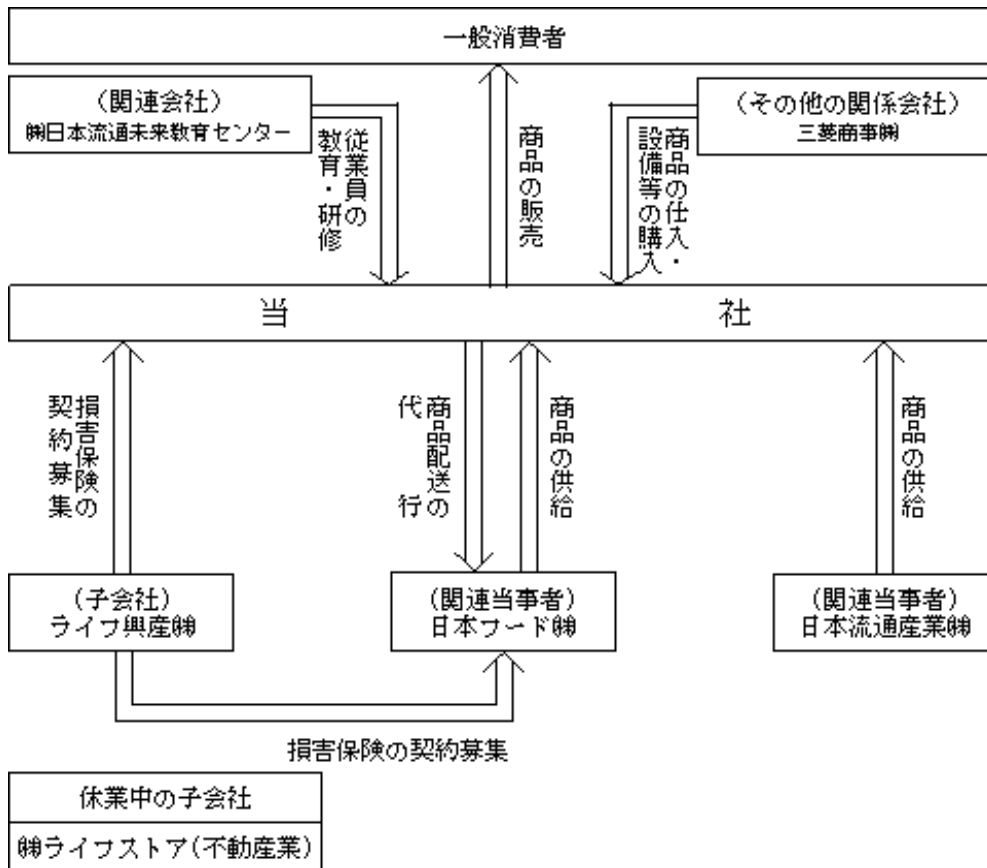 一般消費者
(関連会社)
㈱日本流通未来教育センター
(その他の関係会社)
三菱商事㈱
従業員の
教育・研修
商品の販売
商品の仕入・
設備等の購入
当社
損害保険の
契約募集
商品配送の
代行
商品の供給
商品の供給
(子会社)
ライフ興産㈱
(関連当事者)
日本フード㈱
(関連当事者)
日本流通産業㈱
損害保険の契約募集
休業中の子会社
㈱ライフストア(不動産業)